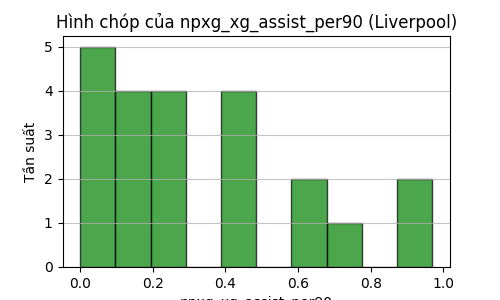 Hình chóp của npxg_xg_assist_per90 (Liverpool)
5
4
3
2
1
0
Tần suất
0.0 0.2 0.4 0.6 0.8 1.0
npxg_xg_assist_per90